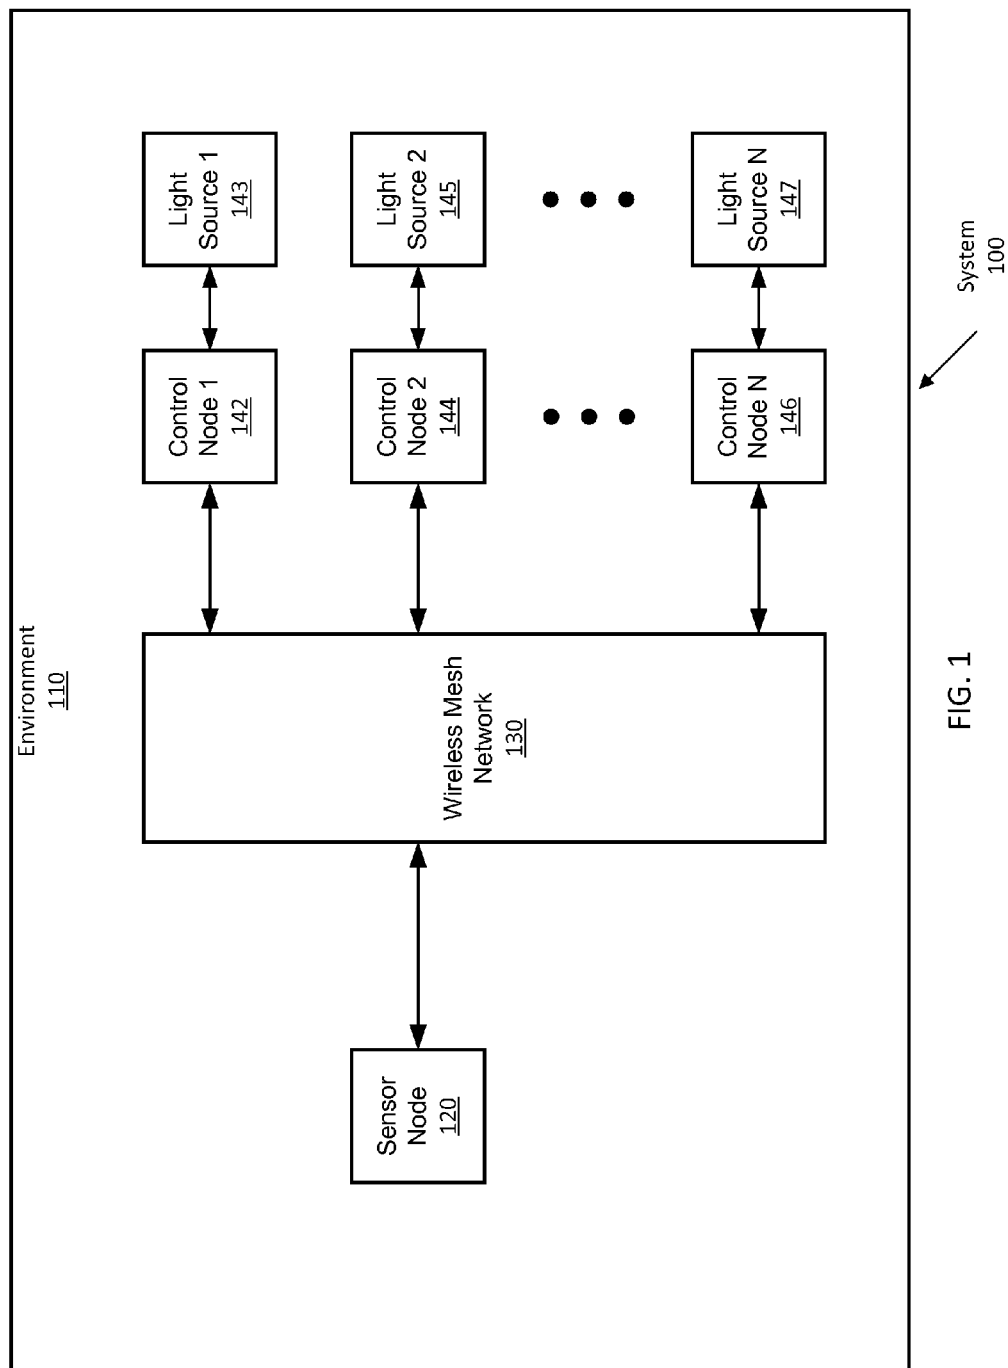 Environment
110
Sensor
Node
120
Wireless Mesh
Network
130
Control
Node 1
142
Light
Source 1
143
Control
Node 2
144
Light
Source 2
145
Control
Node N
146
Light
Source N
147
System
100
FIG. 1